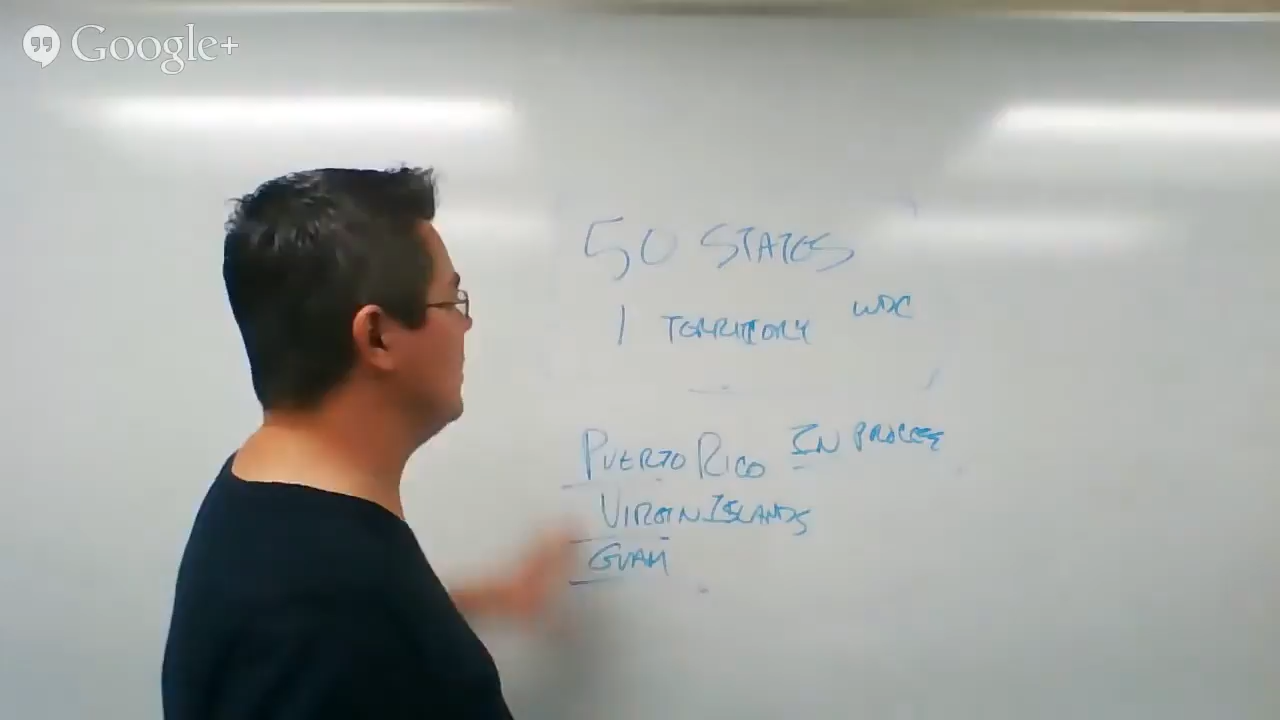 Google+
50 STATES
1 TERRITORY WDC
PUERTO RICO IN PROCESS
VIRGIN ISLANDS
GUAM